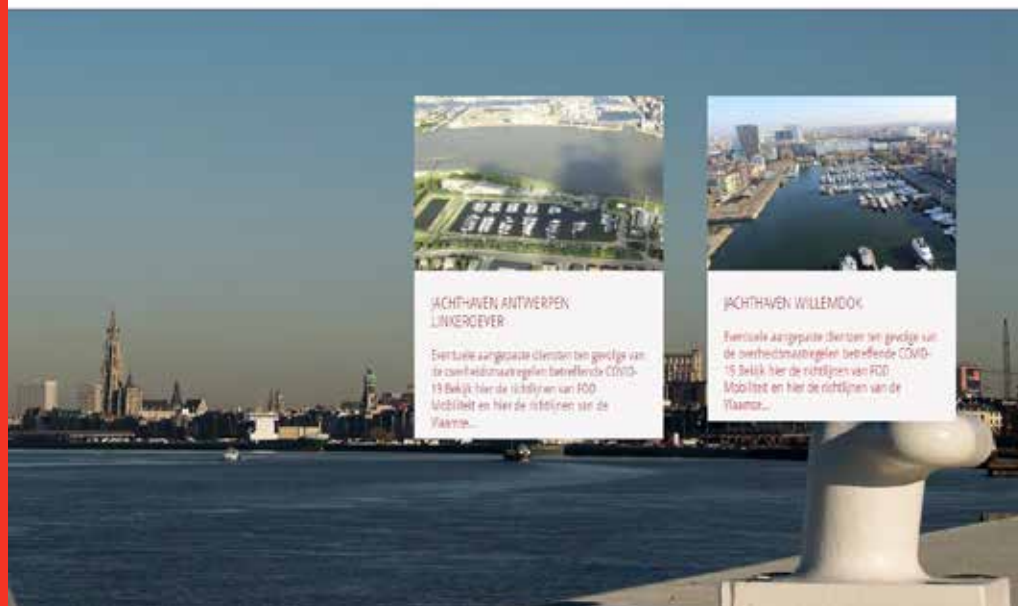 JACHTHAVEN ANTWERPEN
LINKEROEVER
Eventuele aangepaste diensten ten gevolge van
de overheidsmaatregelen betreffende COVID-
19 Bekijk hier de richtlijnen van FOD
Mobiliteit en hier de richtlijnen van de
Vlaamse...
JACHTHAVEN WILLEMDOK
Eventuele aangepaste diensten ten gevolge van
de overheidsmaatregelen betreffende COVID-
19 Bekijk hier de richtlijnen van FOD
Mobiliteit en hier de richtlijnen van de
Vlaamse...